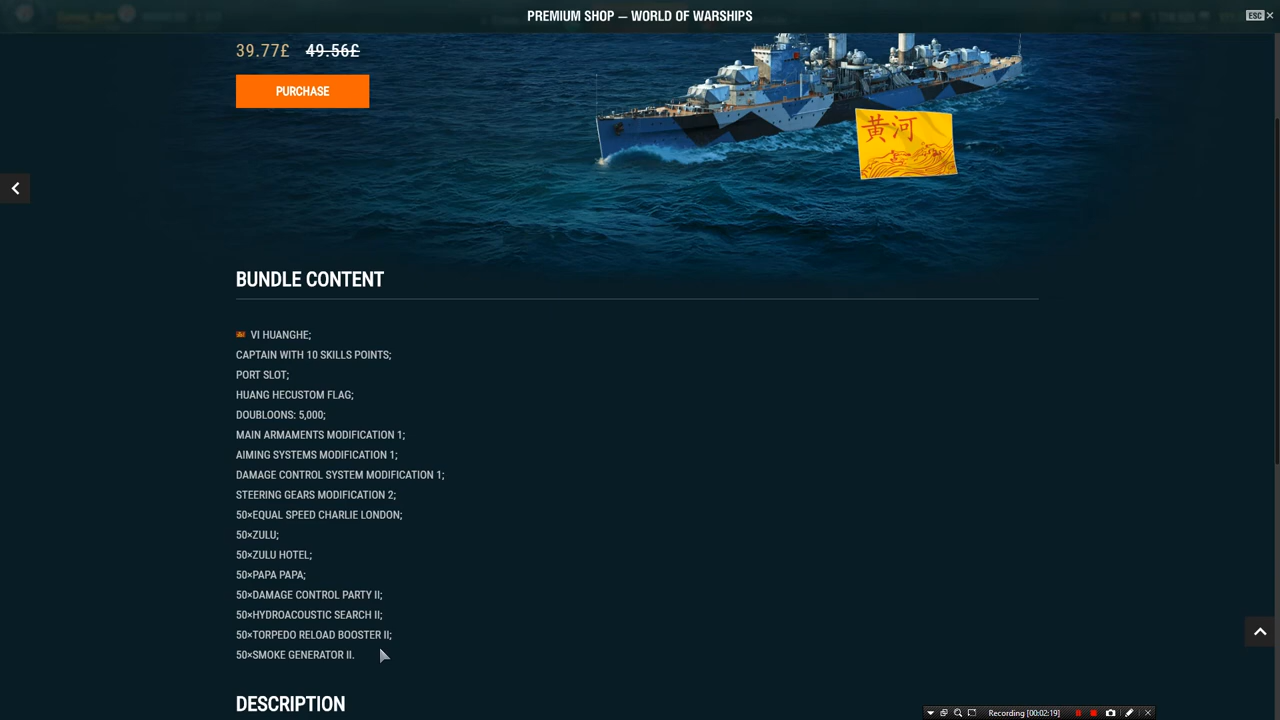 PREMIUM SHOP — WORLD OF WARSHIPS
ESC
39.77£ 49.56£
PURCHASE
黄河
BUNDLE CONTENT
VI HUANGHE;
CAPTAIN WITH 10 SKILLS POINTS;
PORT SLOT;
HUANG HECUSTOM FLAG;
DOUBLOONS: 5,000;
MAIN ARMAMENTS MODIFICATION 1;
AIMING SYSTEMS MODIFICATION 1;
DAMAGE CONTROL SYSTEM MODIFICATION 1;
STEERING GEARS MODIFICATION 2;
50×EQUAL SPEED CHARLIE LONDON;
50×ZULU;
50×ZULU HOTEL;
50×PAPA PAPA;
50×DAMAGE CONTROL PARTY II;
50×HYDROACOUSTIC SEARCH II;
50×TORPEDO RELOAD BOOSTER II;
50×SMOKE GENERATOR II.
DESCRIPTION
Recording [00:02:19]